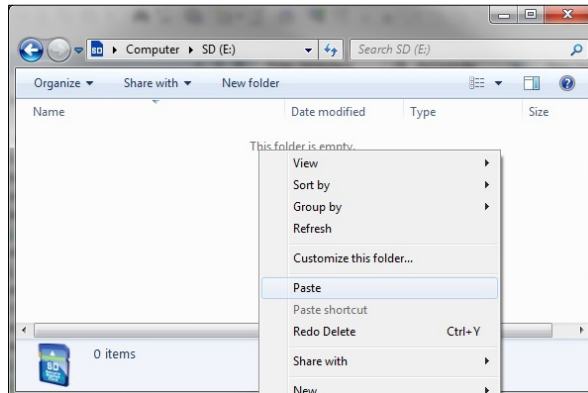 Computer ▸ SD (E:)
Search SD (E:)
Organize ▾ Share with ▾ New folder
Name Date modified Type Size
This folder is empty.
View
Sort by
Group by
Refresh
Customize this folder...
Paste
Paste shortcut
Redo Delete Ctrl+Y
0 items
Share with
New
SD